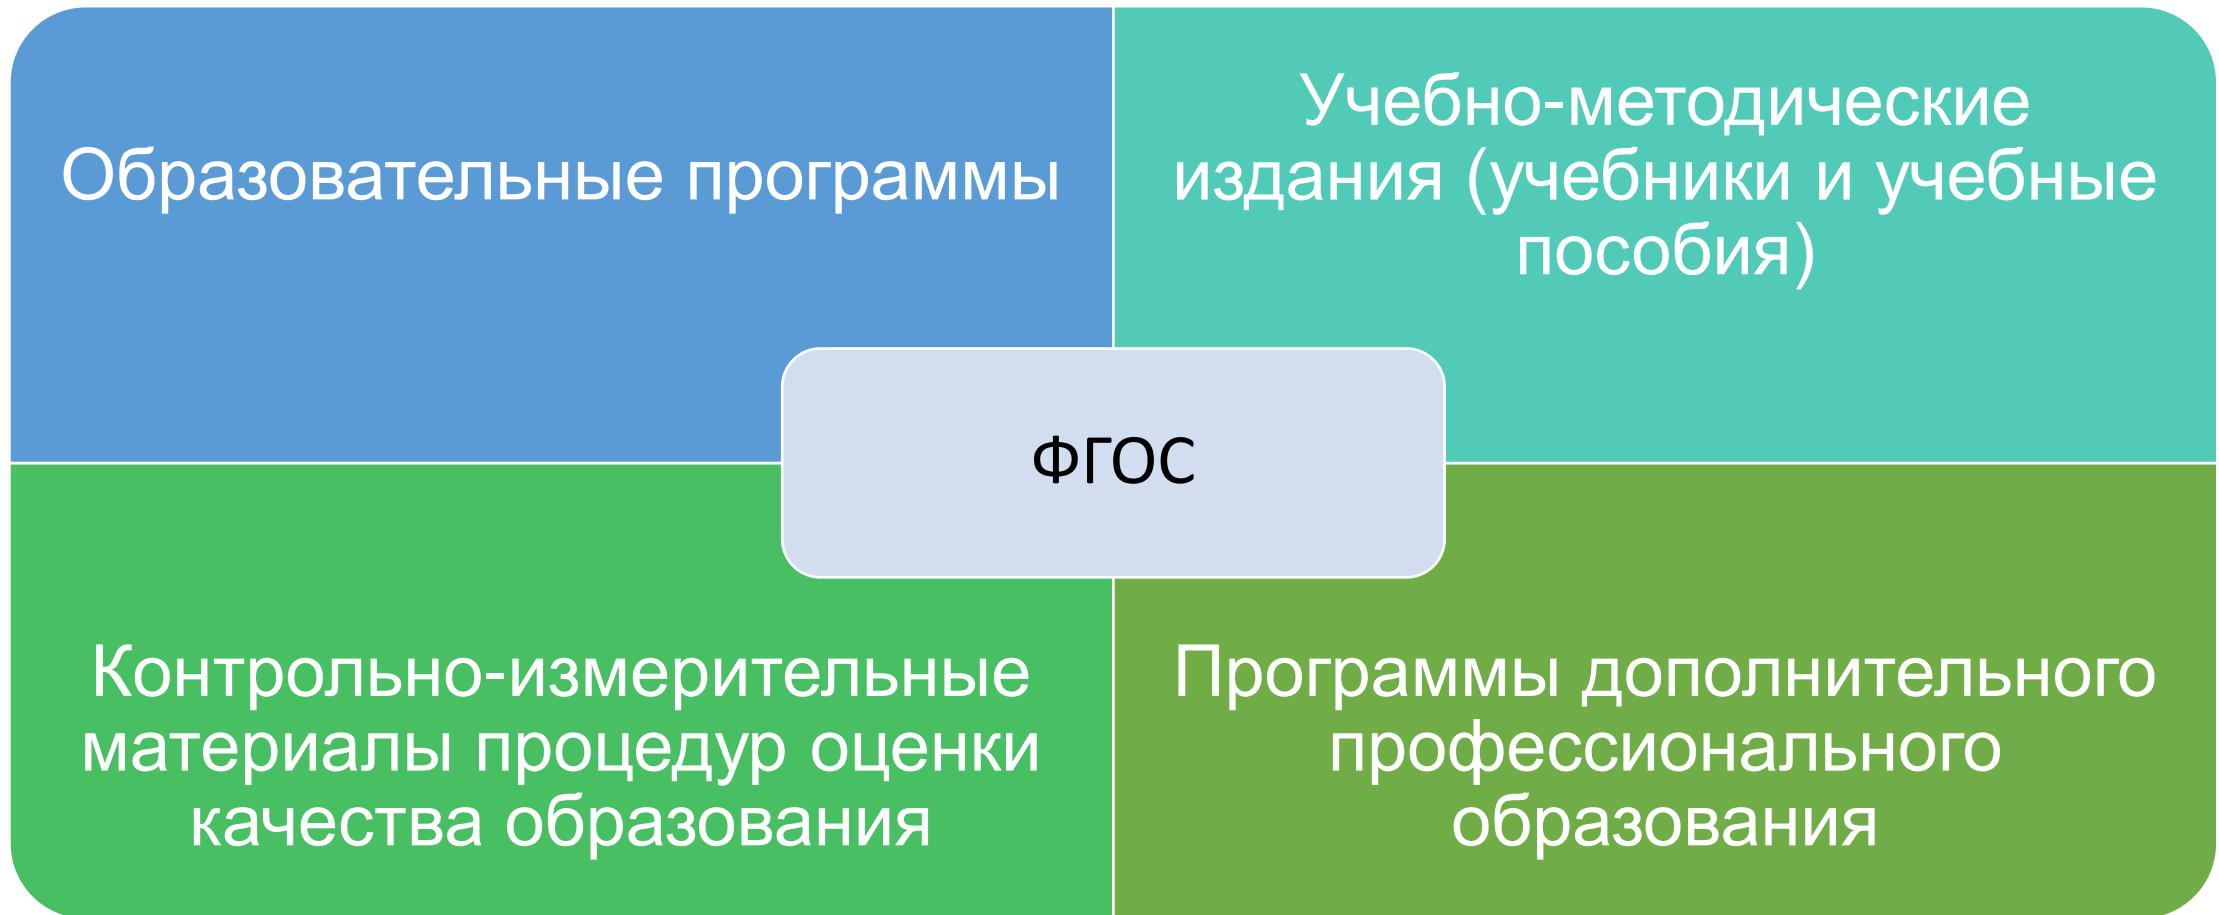 Образовательные программы
Учебно-методические
издания (учебники и учебные
пособия)
ФГОС
Контрольно-измерительные
материалы процедур оценки
качества образования
Программы дополнительного
профессионального
образования